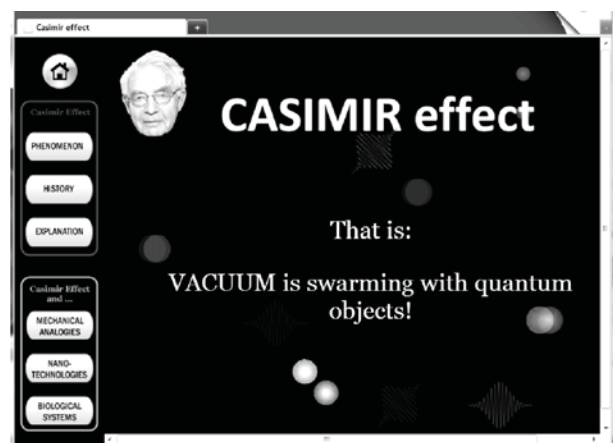 Casimir effect
+
CASIMIR effect
Casimir Effect
PHENOMENON
HISTORY
EXPLANATION
That is:
VACUUM is swarming with quantum
objects!
Casimir Effect
and ...
MECHANICAL
ANALOGIES
NANO-
TECHNOLOGIES
BIOLOGICAL
SYSTEMS